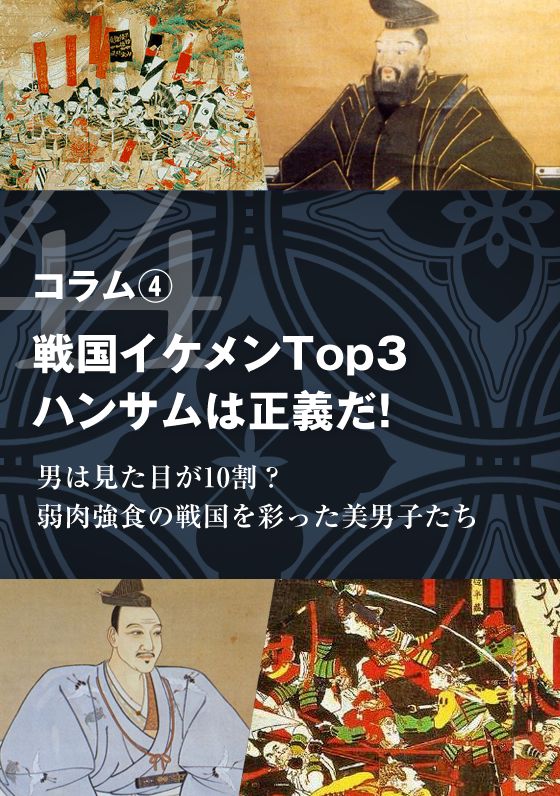 コラム④
戦国イケメンTop3
ハンサムは正義だ!
男は見た目が10割?
弱肉強食の戦国を彩った美男子たち